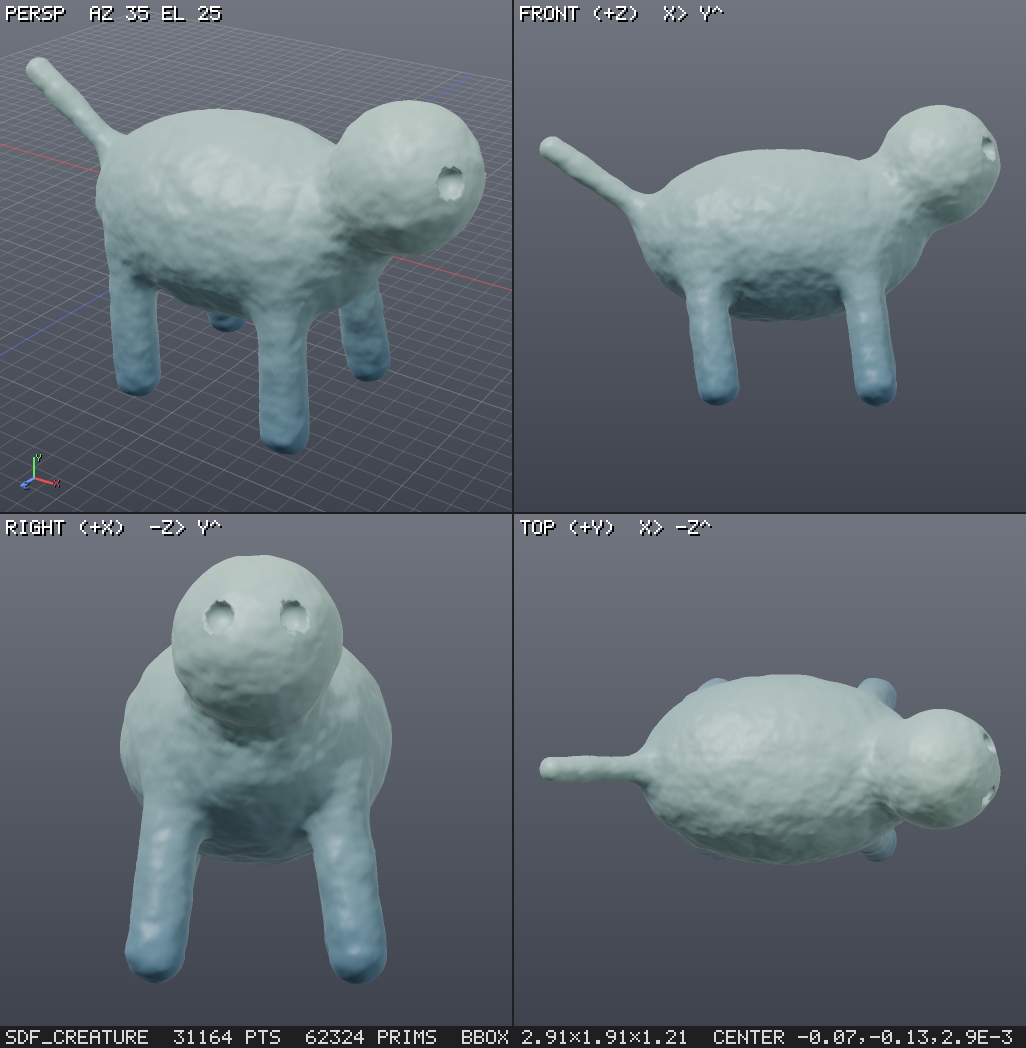 PERSP AZ 35 EL 25
FRONT (+Z) X> Y^
Y
X
Z
RIGHT (+X) -Z> Y^
TOP (+Y) X> -Z^
SDF_CREATURE 31164 PTS 62324 PRIMS BBOX 2.91×1.91×1.21 CENTER -0.07,-0.13,2.9E-3